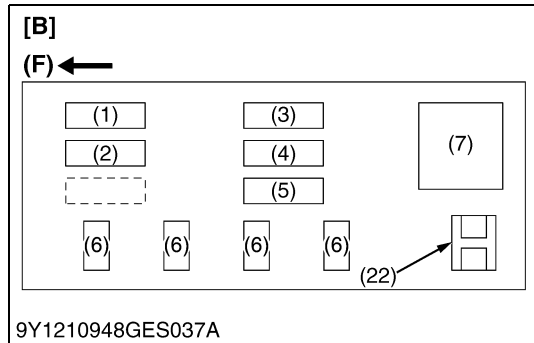 [B]
(F)
(1) (3)
(2) (4) (7)
(5)
(6) (6) (6) (6)
(22)
9Y1210948GES037A